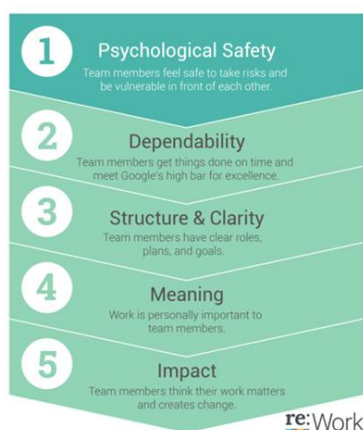 1
Psychological Safety
Team members feel safe to take risks and
be vulnerable in front of each other.
2
Dependability
Team members get things done on time and
meet Google's high bar for excellence.
3
Structure & Clarity
Team members have clear roles,
plans, and goals.
4
Meaning
Work is personally important to
team members.
5
Impact
Team members think their work matters
and creates change.
re:Work